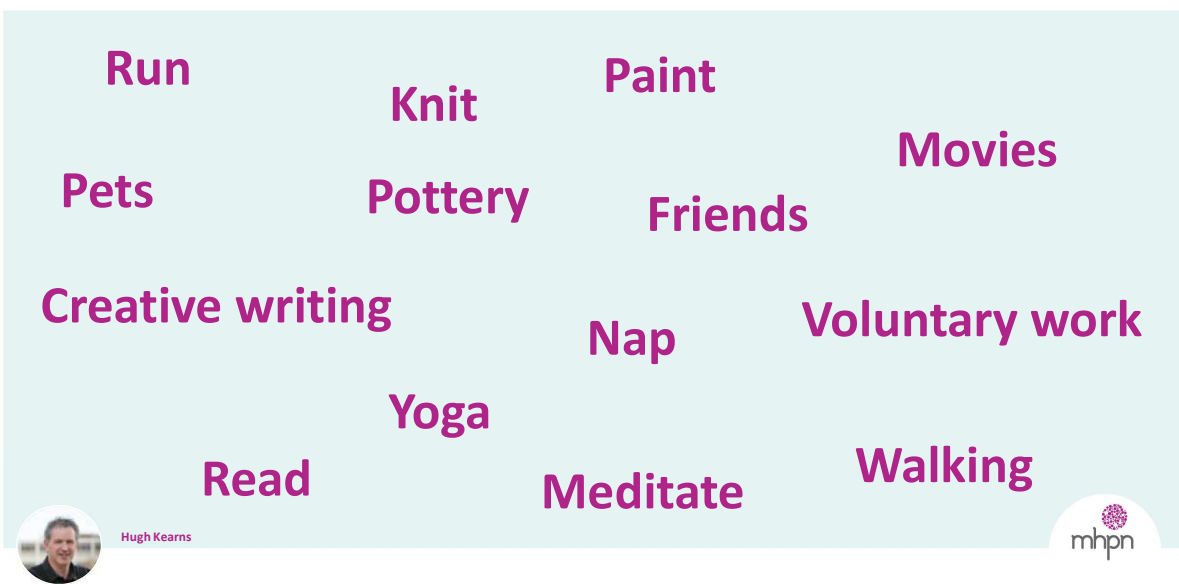 Run
Knit
Paint
Movies
Pets
Pottery
Friends
Creative writing
Nap
Voluntary work
Yoga
Read
Meditate
Walking
Hugh Kearns
mhpn